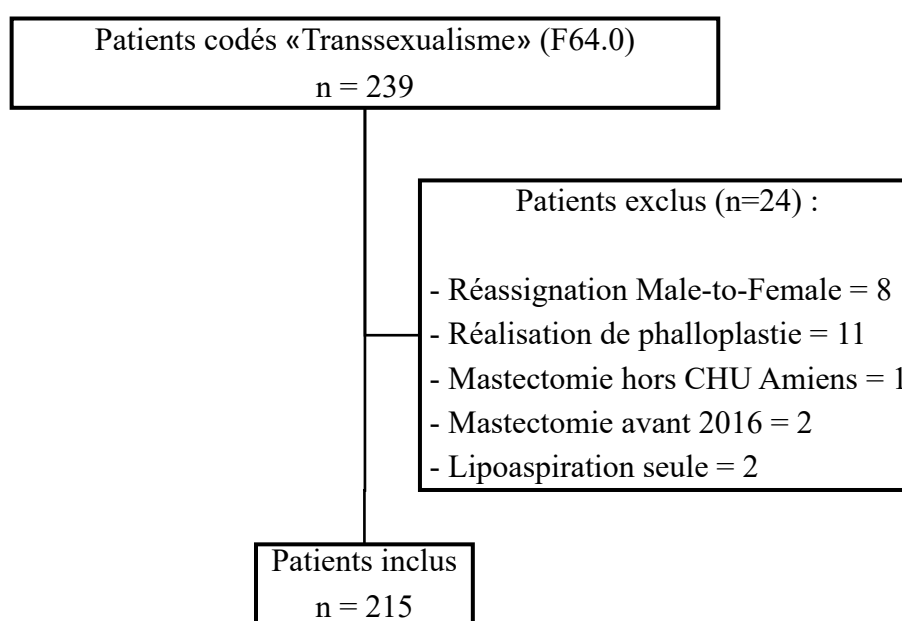 Patients codés «Transsexualisme» (F64.0)
n = 239
Patients exclus (n=24) :
- Réassignation Male-to-Female = 8
- Réalisation de phalloplastie = 11
- Mastectomie hors CHU Amiens = 1
- Mastectomie avant 2016 = 2
- Lipoaspiration seule = 2
Patients inclus
n = 215